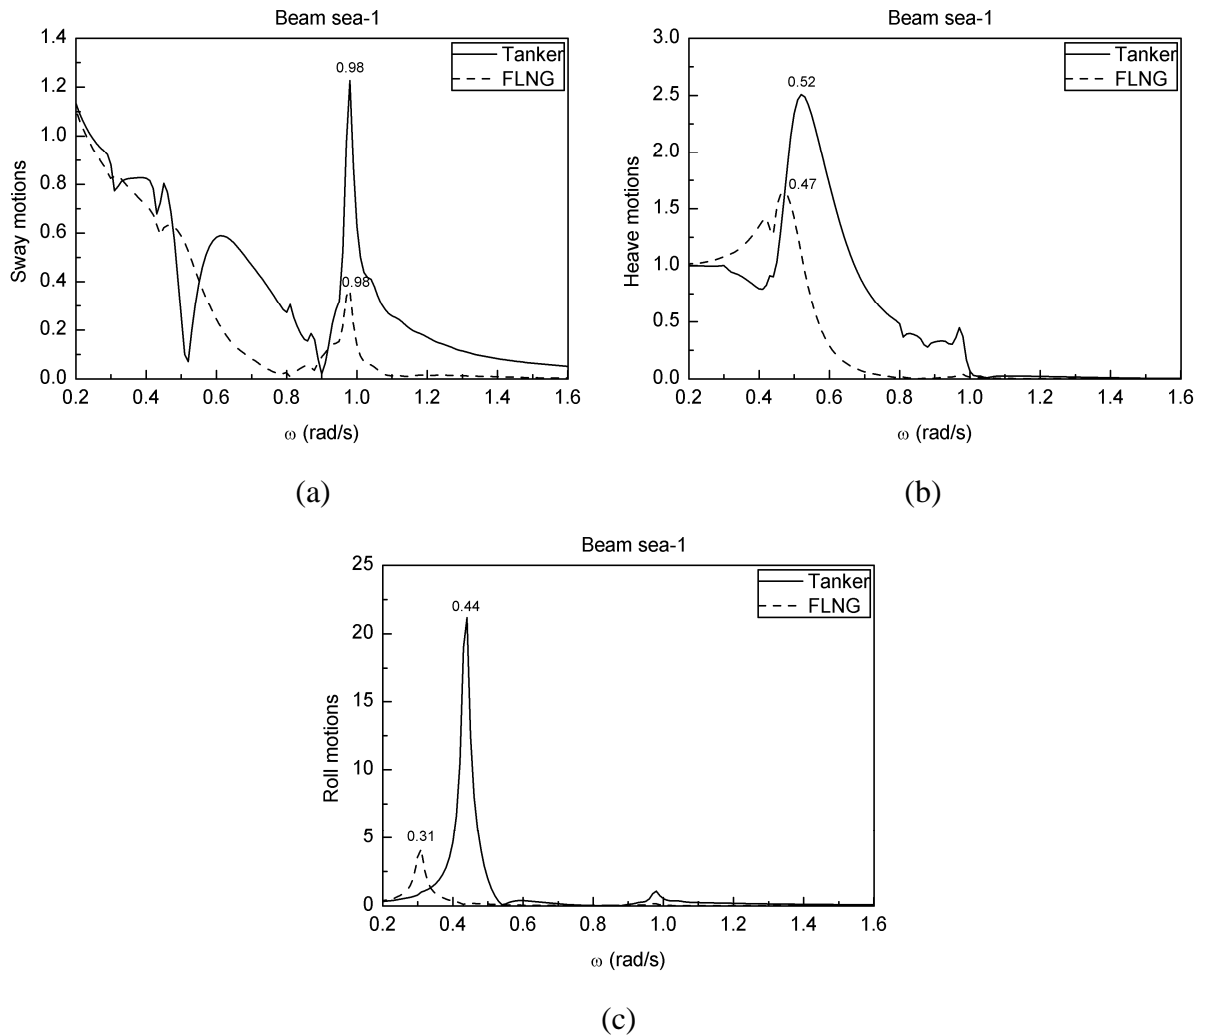 Beam sea-1
1.4
1.2
1.0
0.8
0.6
0.4
0.2
0.0
Sway motions
0.98
0.98
Tanker
FLNG
0.2 0.4 0.6 0.8 1.0 1.2 1.4 1.6
ω (rad/s)
(a)
Beam sea-1
3.0
2.5
2.0
1.5
1.0
0.5
0.0
Heave motions
0.52
0.47
Tanker
FLNG
0.2 0.4 0.6 0.8 1.0 1.2 1.4 1.6
ω (rad/s)
(b)
Beam sea-1
25
20
15
10
5
0
Roll motions
0.44
0.31
Tanker
FLNG
0.2 0.4 0.6 0.8 1.0 1.2 1.4 1.6
ω (rad/s)
(c)